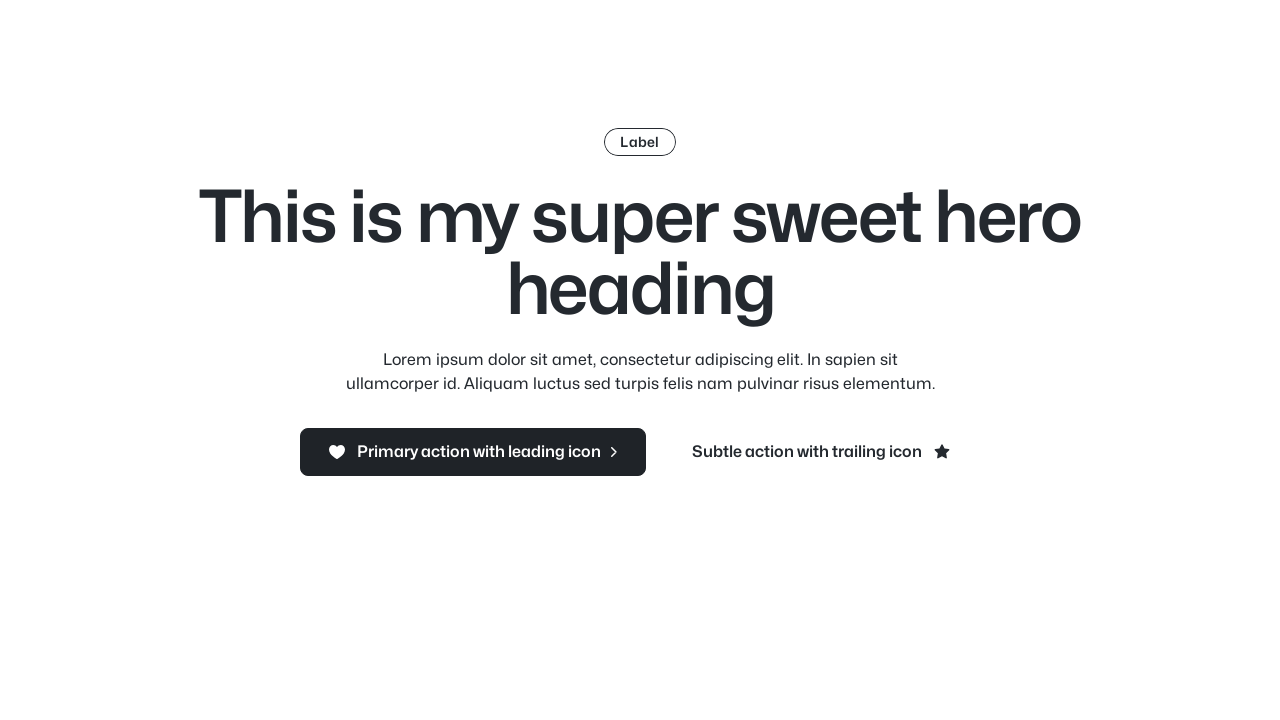 Label
This is my super sweet hero
heading
Lorem ipsum dolor sit amet, consectetur adipiscing elit. In sapien sit
ullamcorper id. Aliquam luctus sed turpis felis nam pulvinar risus elementum.
Primary action with leading icon
Subtle action with trailing icon